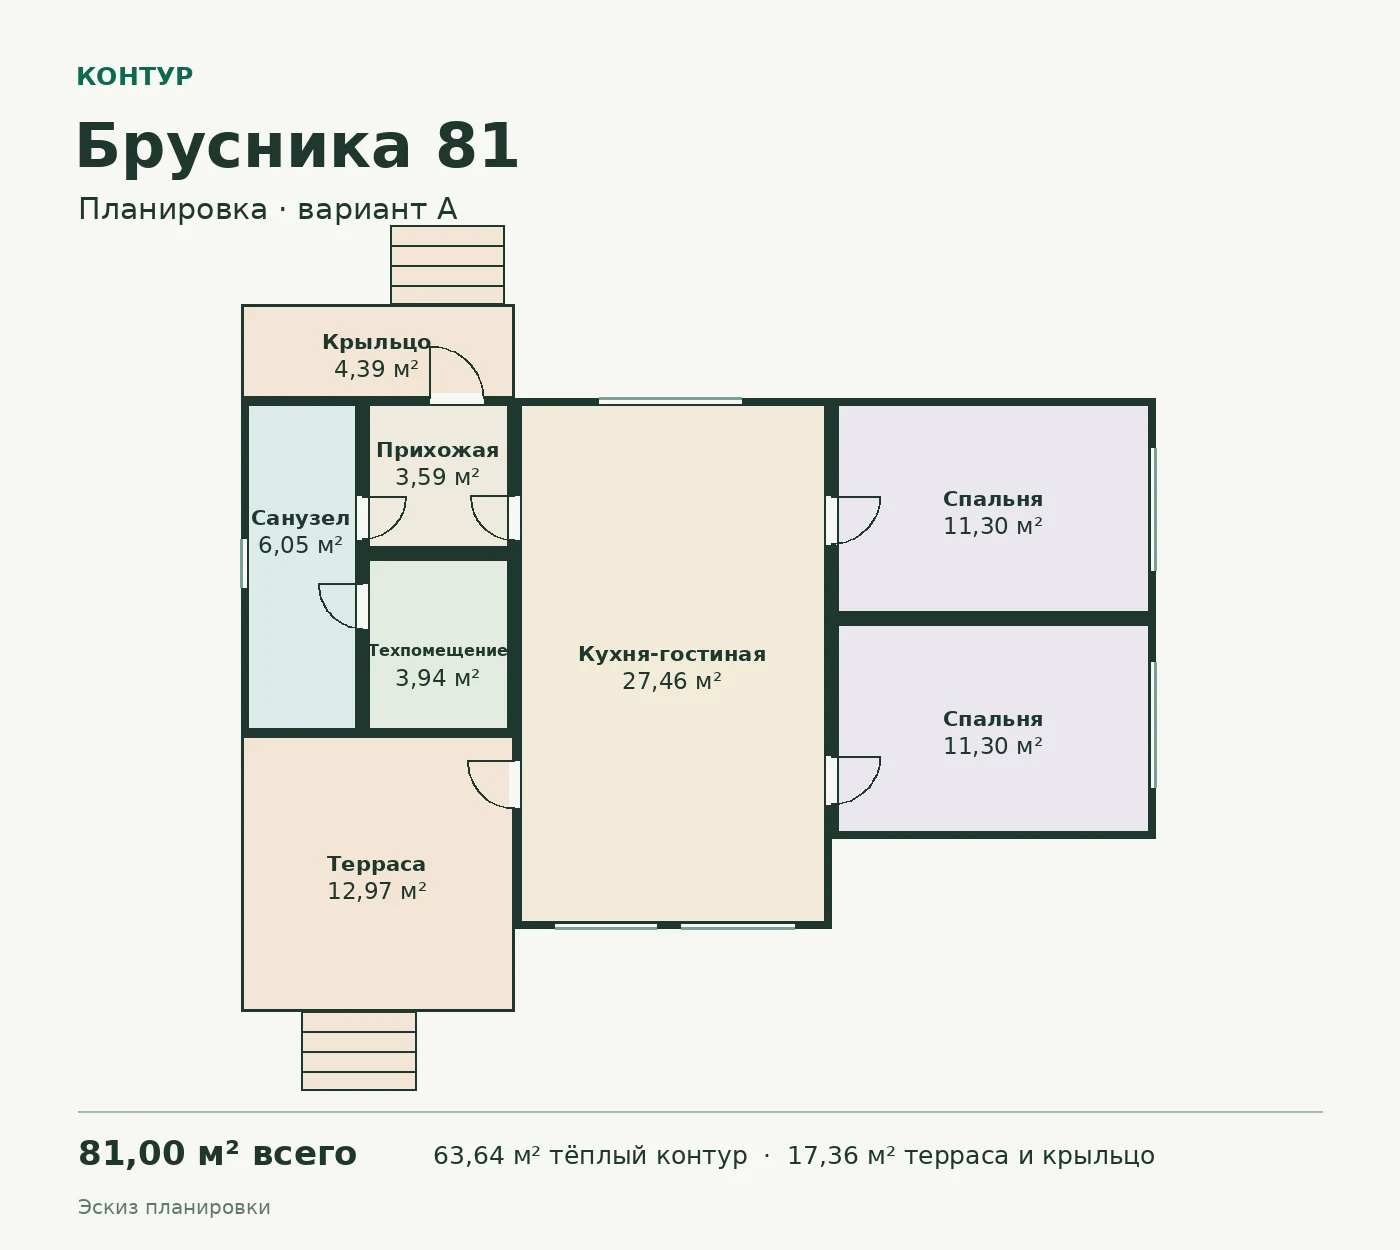 КОНТУР
Брусника 81
Планировка · вариант А
Крыльцо
4,39 м²
Прихожая
3,59 м²
Санузел
6,05 м²
Техпомещение
3,94 м²
Кухня-гостиная
27,46 м²
Спальня
11,30 м²
Спальня
11,30 м²
Терраса
12,97 м²
81,00 м² всего
63,64 м² тёплый контур · 17,36 м² терраса и крыльцо
Эскиз планировки